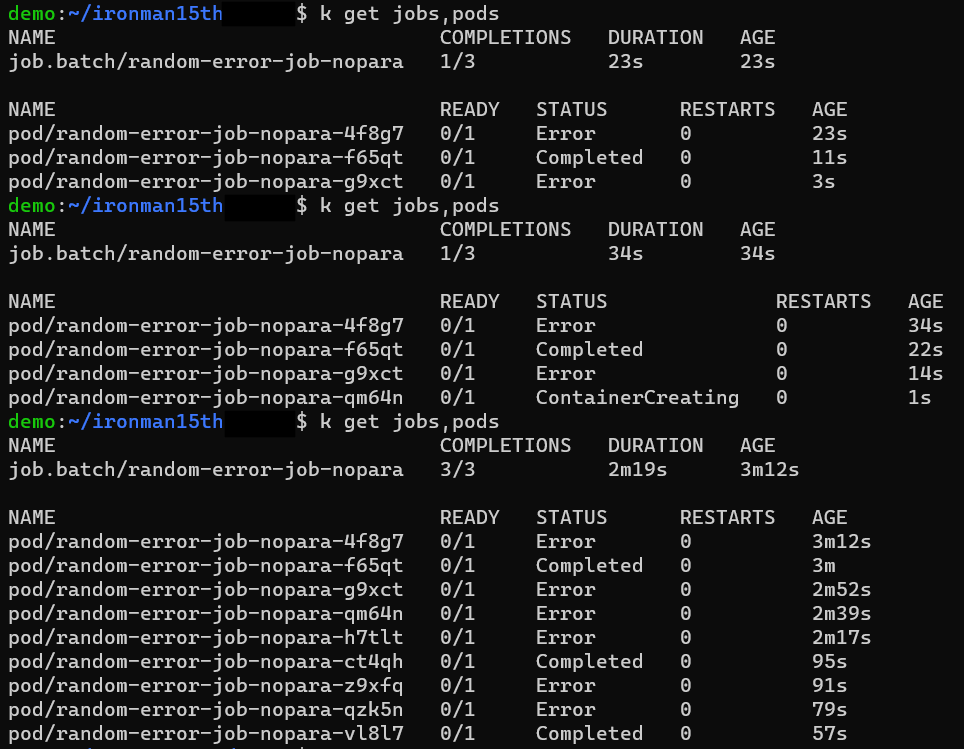 demo:~/ironman15th $ k get jobs,pods
NAME COMPLETIONS DURATION AGE
job.batch/random-error-job-nopara 1/3 23s 23s
NAME READY STATUS RESTARTS AGE
pod/random-error-job-nopara-4f8g7 0/1 Error 0 23s
pod/random-error-job-nopara-f65qt 0/1 Completed 0 11s
pod/random-error-job-nopara-g9xct 0/1 Error 0 3s
demo:~/ironman15th $ k get jobs,pods
NAME COMPLETIONS DURATION AGE
job.batch/random-error-job-nopara 1/3 34s 34s
NAME READY STATUS RESTARTS AGE
pod/random-error-job-nopara-4f8g7 0/1 Error 0 34s
pod/random-error-job-nopara-f65qt 0/1 Completed 0 22s
pod/random-error-job-nopara-g9xct 0/1 Error 0 14s
pod/random-error-job-nopara-qm64n 0/1 ContainerCreating 0 1s
demo:~/ironman15th $ k get jobs,pods
NAME COMPLETIONS DURATION AGE
job.batch/random-error-job-nopara 3/3 2m19s 3m12s
NAME READY STATUS RESTARTS AGE
pod/random-error-job-nopara-4f8g7 0/1 Error 0 3m12s
pod/random-error-job-nopara-f65qt 0/1 Completed 0 3m
pod/random-error-job-nopara-g9xct 0/1 Error 0 2m52s
pod/random-error-job-nopara-qm64n 0/1 Error 0 2m39s
pod/random-error-job-nopara-h7tlt 0/1 Error 0 2m17s
pod/random-error-job-nopara-ct4qh 0/1 Completed 0 95s
pod/random-error-job-nopara-z9xfq 0/1 Error 0 91s
pod/random-error-job-nopara-qzk5n 0/1 Error 0 79s
pod/random-error-job-nopara-vl8l7 0/1 Completed 0 57s